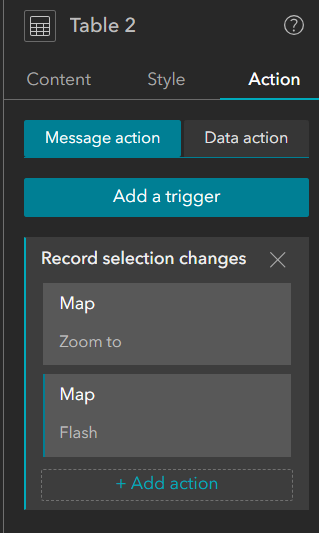 Table 2
?
Content Style Action
Message action Data action
Add a trigger
Record selection changes
Map
Zoom to
Map
Flash
+ Add action